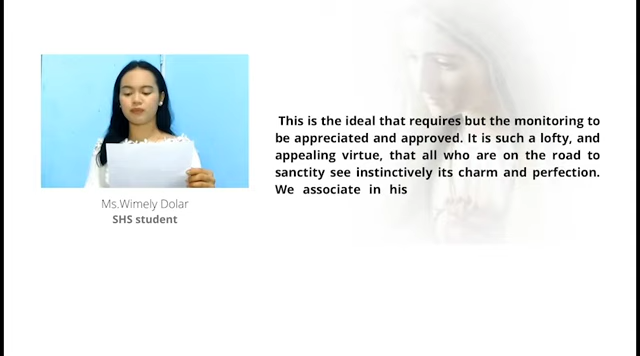 This is the ideal that requires but the monitoring to
be appreciated and approved. It is such a lofty, and
appealing virtue, that all who are on the road to
sanctity see instinctively its charm and perfection.
We associate in his
Ms.Wimely Dolar
SHS student